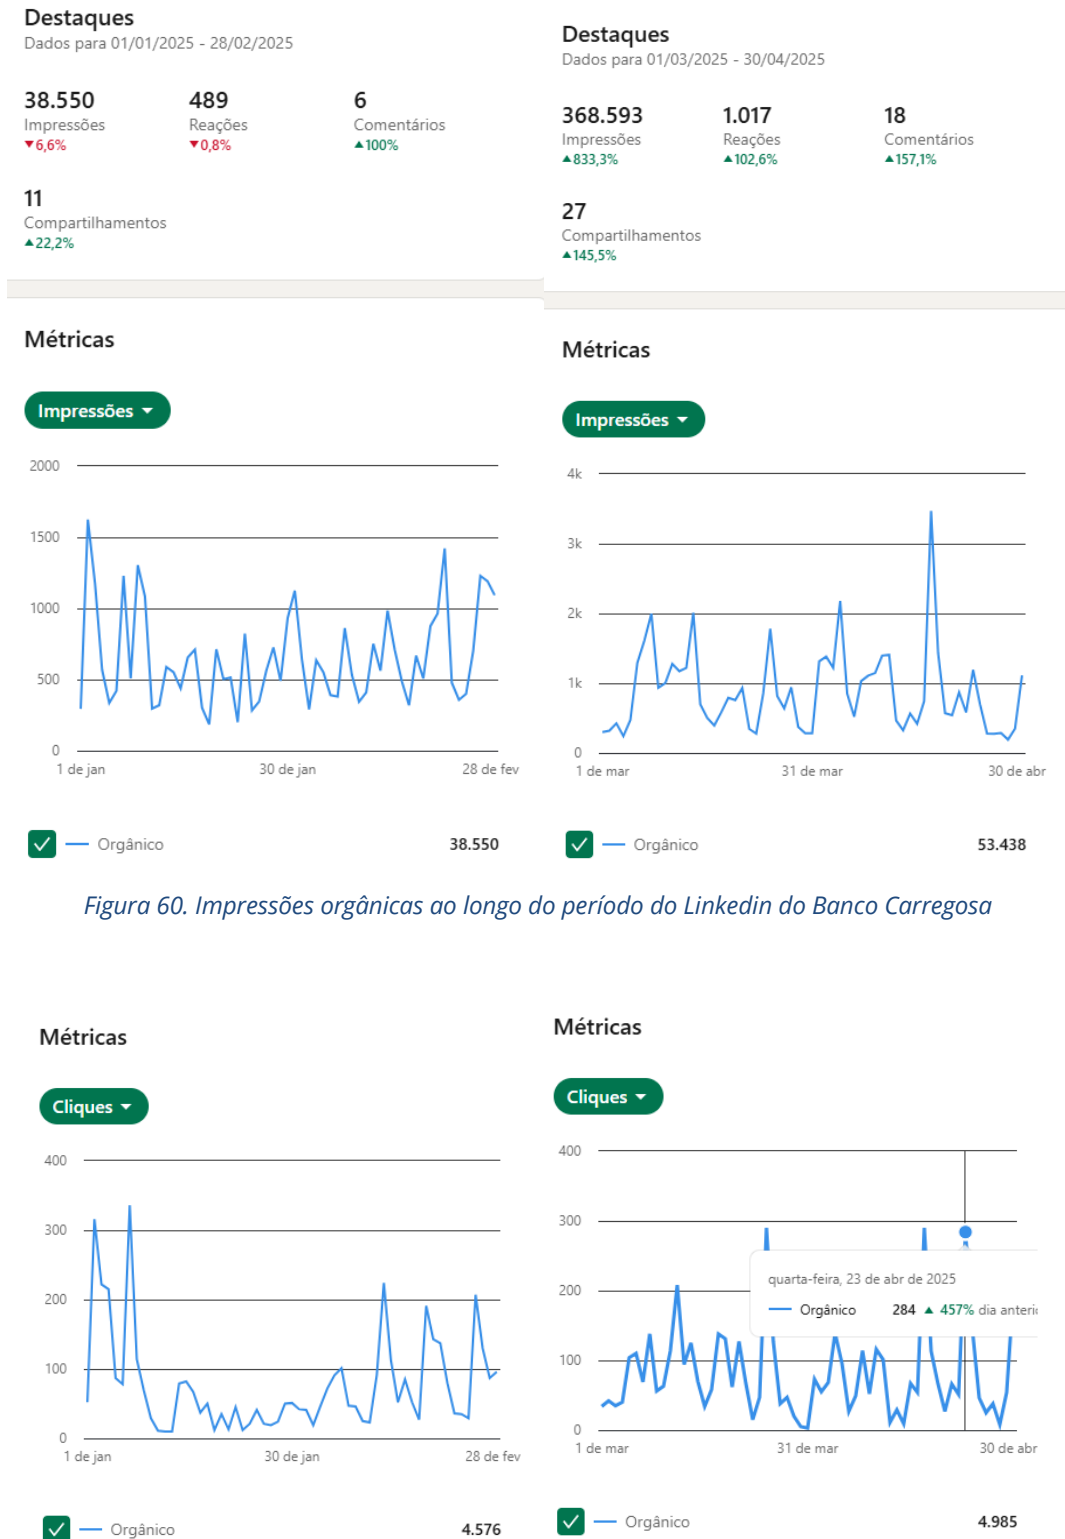 Destaques
Dados para 01/01/2025 - 28/02/2025
38.550 489 6
Impressões Reações Comentários
▼6,6% ▼0,8% ▲100%
11
Compartilhamentos
▲22,2%
Métricas
Impressões
2000
1500
1000
500
0
1 de jan 30 de jan 28 de fev
Orgânico 38.550
Destaques
Dados para 01/03/2025 - 30/04/2025
368.593 1.017 18
Impressões Reações Comentários
▲833,3% ▲102,6% ▲157,1%
27
Compartilhamentos
▲145,5%
Métricas
Impressões
4k
3k
2k
1k
0
1 de mar 31 de mar 30 de abr
Orgânico 53.438
Figura 60. Impressões orgânicas ao longo do período do Linkedin do Banco Carregosa
Métricas
Cliques
400
300
200
100
0
1 de jan 30 de jan 28 de fev
Orgânico 4.576
Métricas
Cliques
400
300
200
100
0
quarta-feira, 23 de abr de 2025
Orgânico 284 ▲ 457% dia anteri
1 de mar 31 de mar 30 de abr
Orgânico 4.985